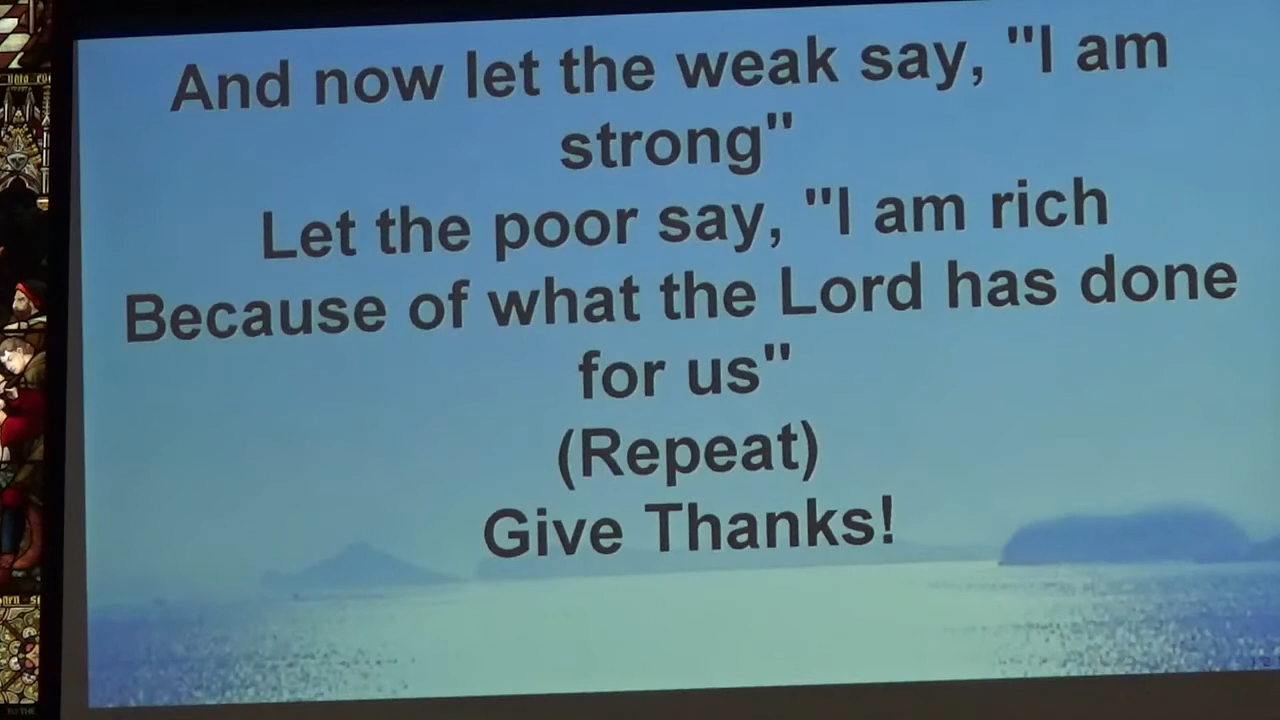 And now let the weak say, "I am
strong"
Let the poor say, "I am rich
Because of what the Lord has done
for us"
(Repeat)
Give Thanks!